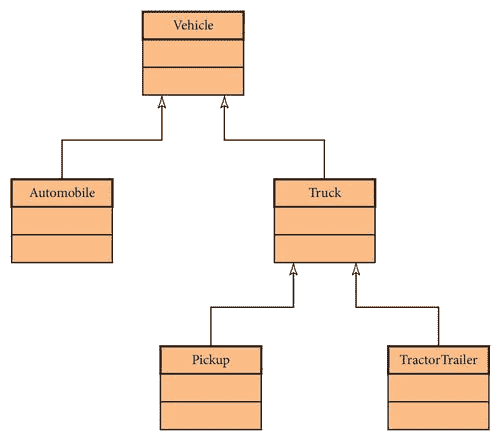 Vehicle
Automobile
Truck
Pickup
TractorTrailer